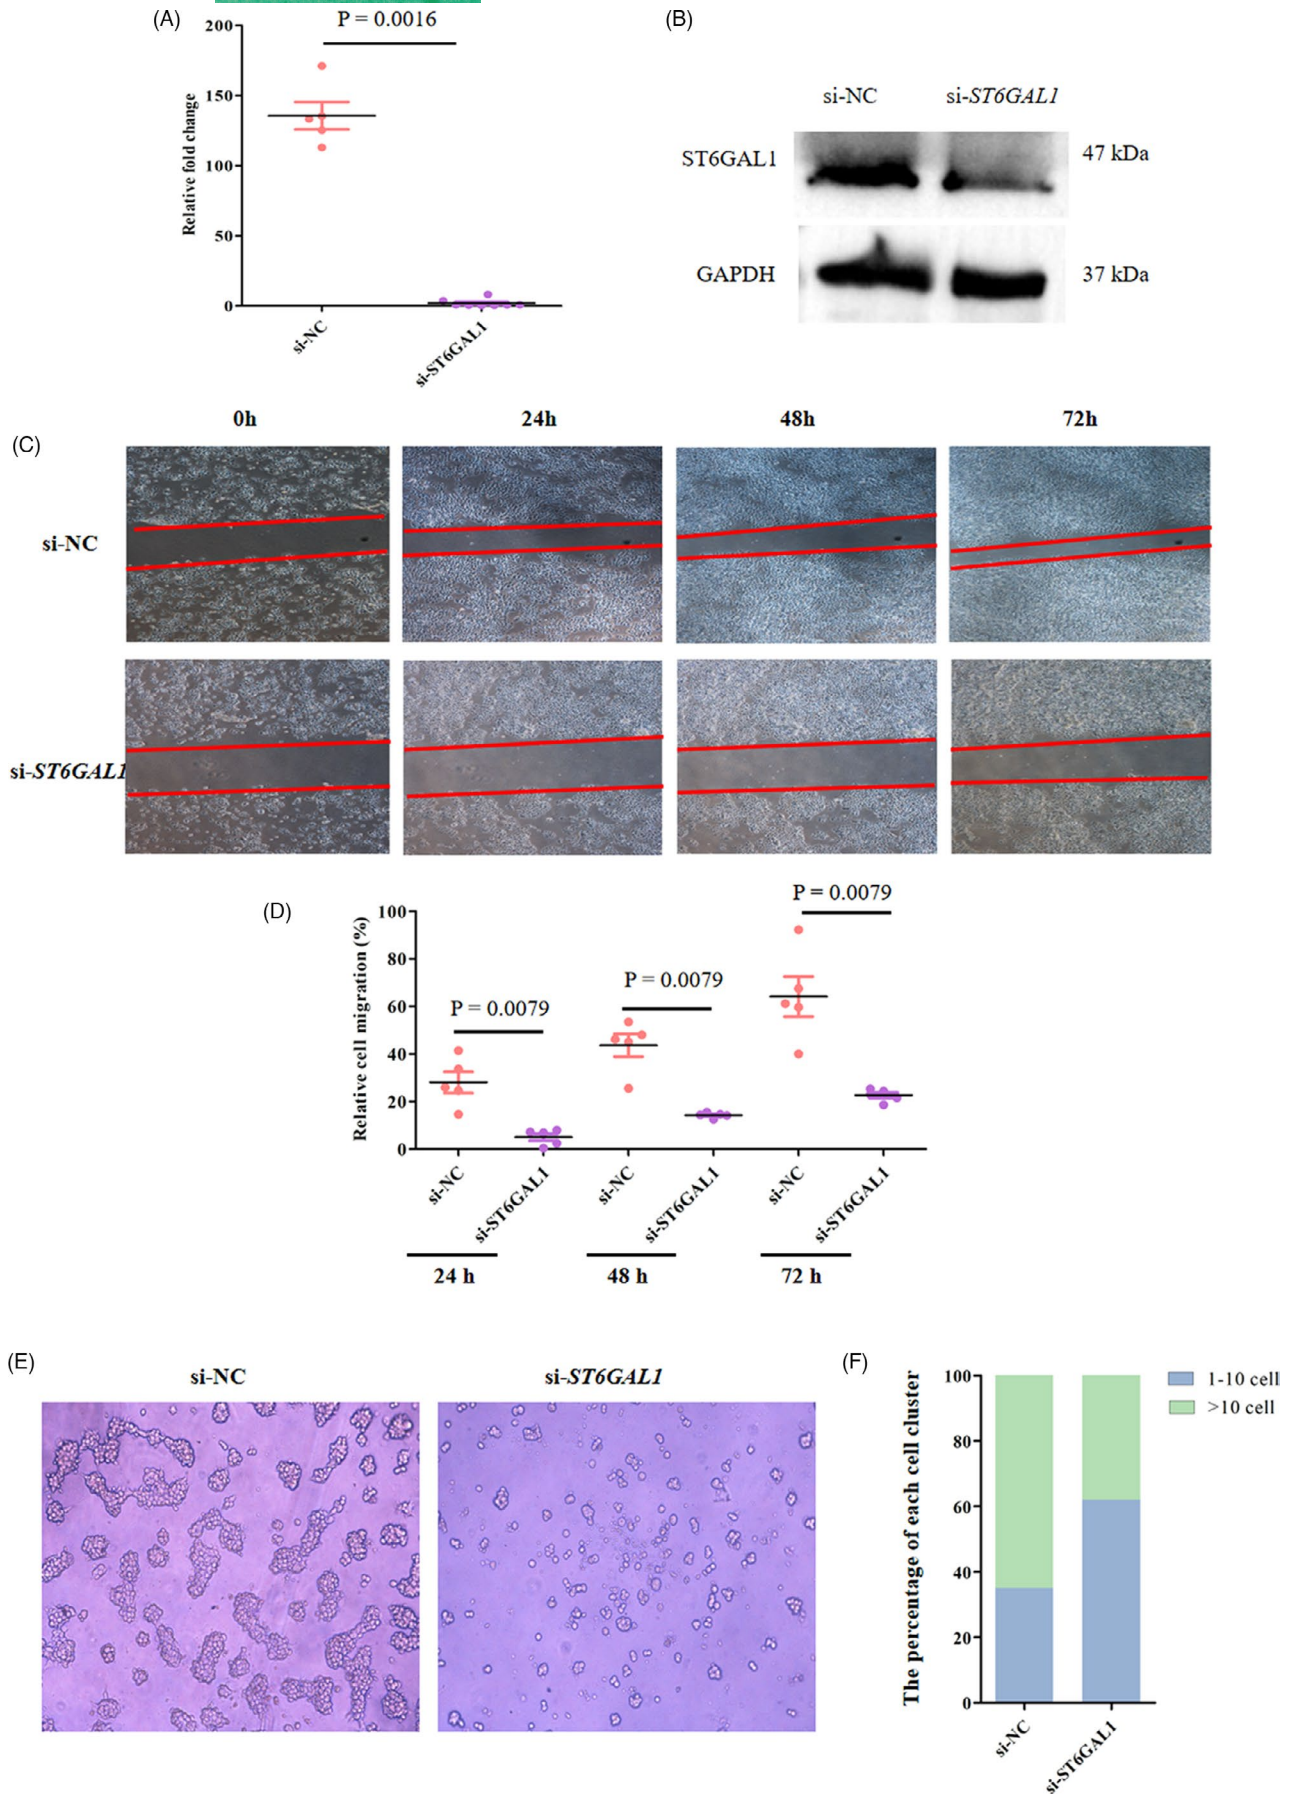 (A)
P = 0.0016
200
150
100
50
0
Relative fold change
si-NC
si-ST6GAL1
(B)
si-NC si-ST6GAL1
ST6GAL1 47 kDa
GAPDH 37 kDa
(C)
0h 24h 48h 72h
si-NC
si-ST6GAL1
(D)
P = 0.0079
P = 0.0079
P = 0.0079
100
80
60
40
20
0
Relative cell migration (%)
si-NC
si-ST6GAL1
si-NC
si-ST6GAL1
si-NC
si-ST6GAL1
24 h 48 h 72 h
(E)
si-NC si-ST6GAL1
(F)
100
80
60
40
20
0
The percentage of each cell cluster
1-10 cell
>10 cell
si-NC
si-ST6GAL1